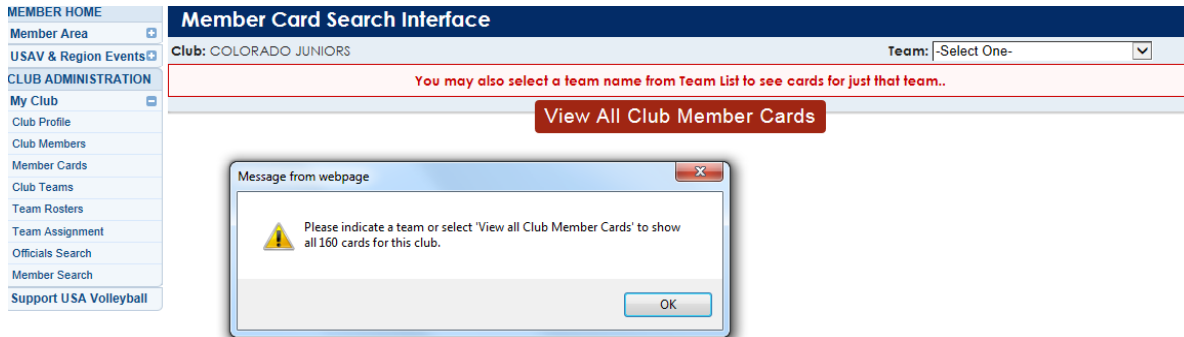 MEMBER HOME
Member Area
USAV & Region Events
CLUB ADMINISTRATION
My Club
Club Profile
Club Members
Member Cards
Club Teams
Team Rosters
Team Assignment
Officials Search
Member Search
Support USA Volleyball
Member Card Search Interface
Club: COLORADO JUNIORS
Team: -Select One-
You may also select a team name from Team List to see cards for just that team..
View All Club Member Cards
Message from webpage
Please indicate a team or select 'View all Club Member Cards' to show
all 160 cards for this club.
OK